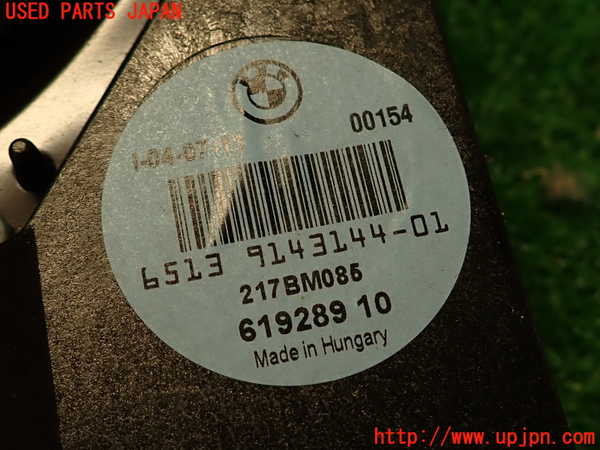 USED PARTS JAPAN
00154
6513 9143144-01
217BM085
619289 10
Made in Hungary
http://www.upjpn.com/